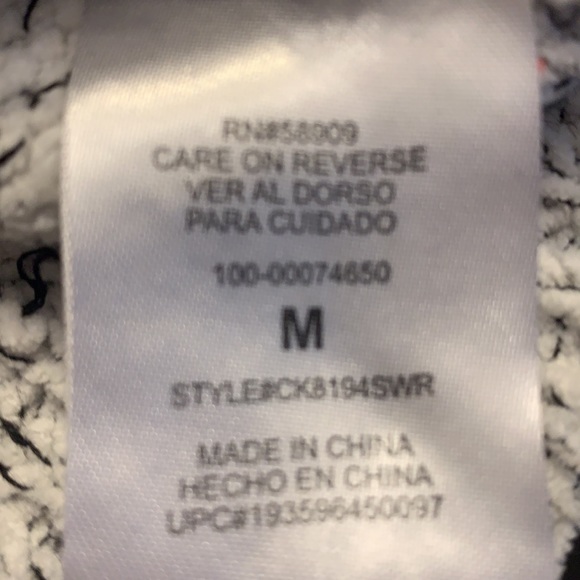 RN#58909
CARE ON REVERSE
VER AL DORSO
PARA CUIDADO
100-00074650
M
STYLE#CK8194SWR
MADE IN CHINA
HECHO EN CHINA
UPC#193596450097